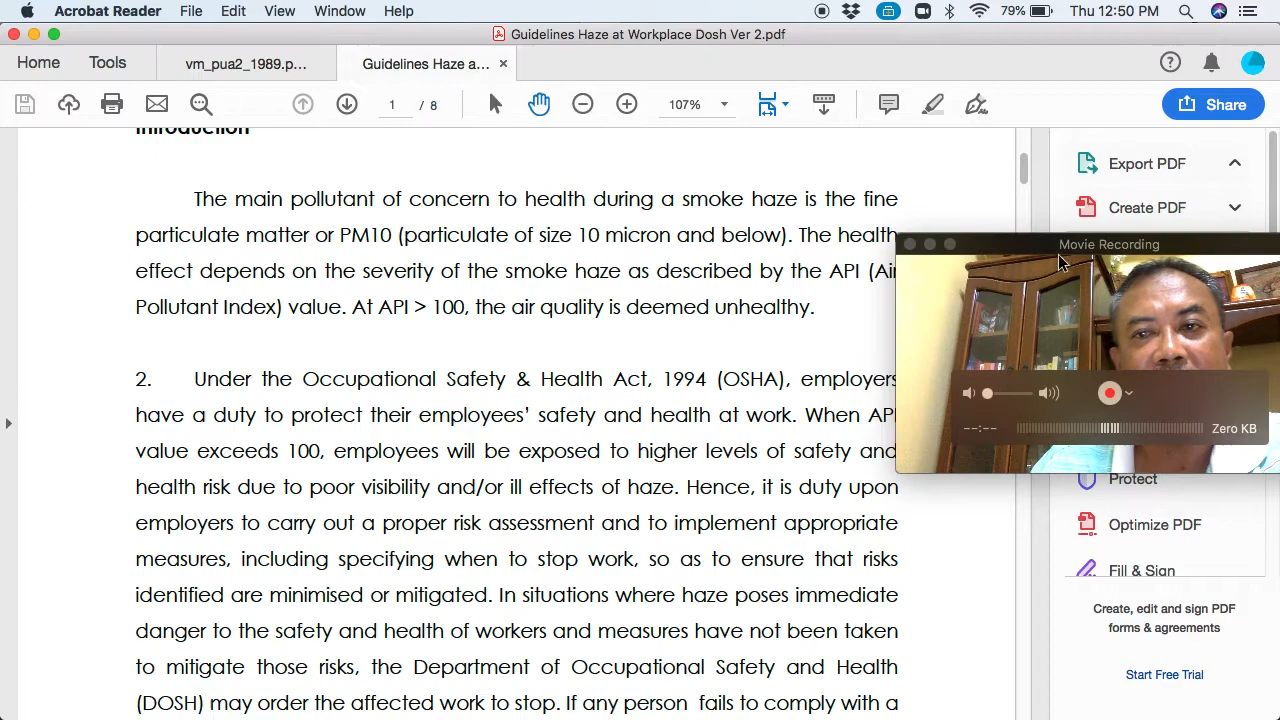 Acrobat Reader File Edit View Window Help 79% Thu 12:50 PM
Guidelines Haze at Workplace Dosh Ver 2.pdf
Home Tools vm_pua2_1989.p... Guidelines Haze a... ×
1 / 8 107% Share
Introduction
The main pollutant of concern to health during a smoke haze is the fine
particulate matter or PM10 (particulate of size 10 micron and below). The health
effect depends on the severity of the smoke haze as described by the API (Air
Pollutant Index) value. At API > 100, the air quality is deemed unhealthy.
2. Under the Occupational Safety & Health Act, 1994 (OSHA), employers
have a duty to protect their employees’ safety and health at work. When API
value exceeds 100, employees will be exposed to higher levels of safety and
health risk due to poor visibility and/or ill effects of haze. Hence, it is duty upon
employers to carry out a proper risk assessment and to implement appropriate
measures, including specifying when to stop work, so as to ensure that risks
identified are minimised or mitigated. In situations where haze poses immediate
danger to the safety and health of workers and measures have not been taken
to mitigate those risks, the Department of Occupational Safety and Health
(DOSH) may order the affected work to stop. If any person fails to comply with a
Export PDF
Create PDF
Movie Recording
--:-- Zero KB
Protect
Optimize PDF
Fill & Sign
Create, edit and sign PDF
forms & agreements
Start Free Trial